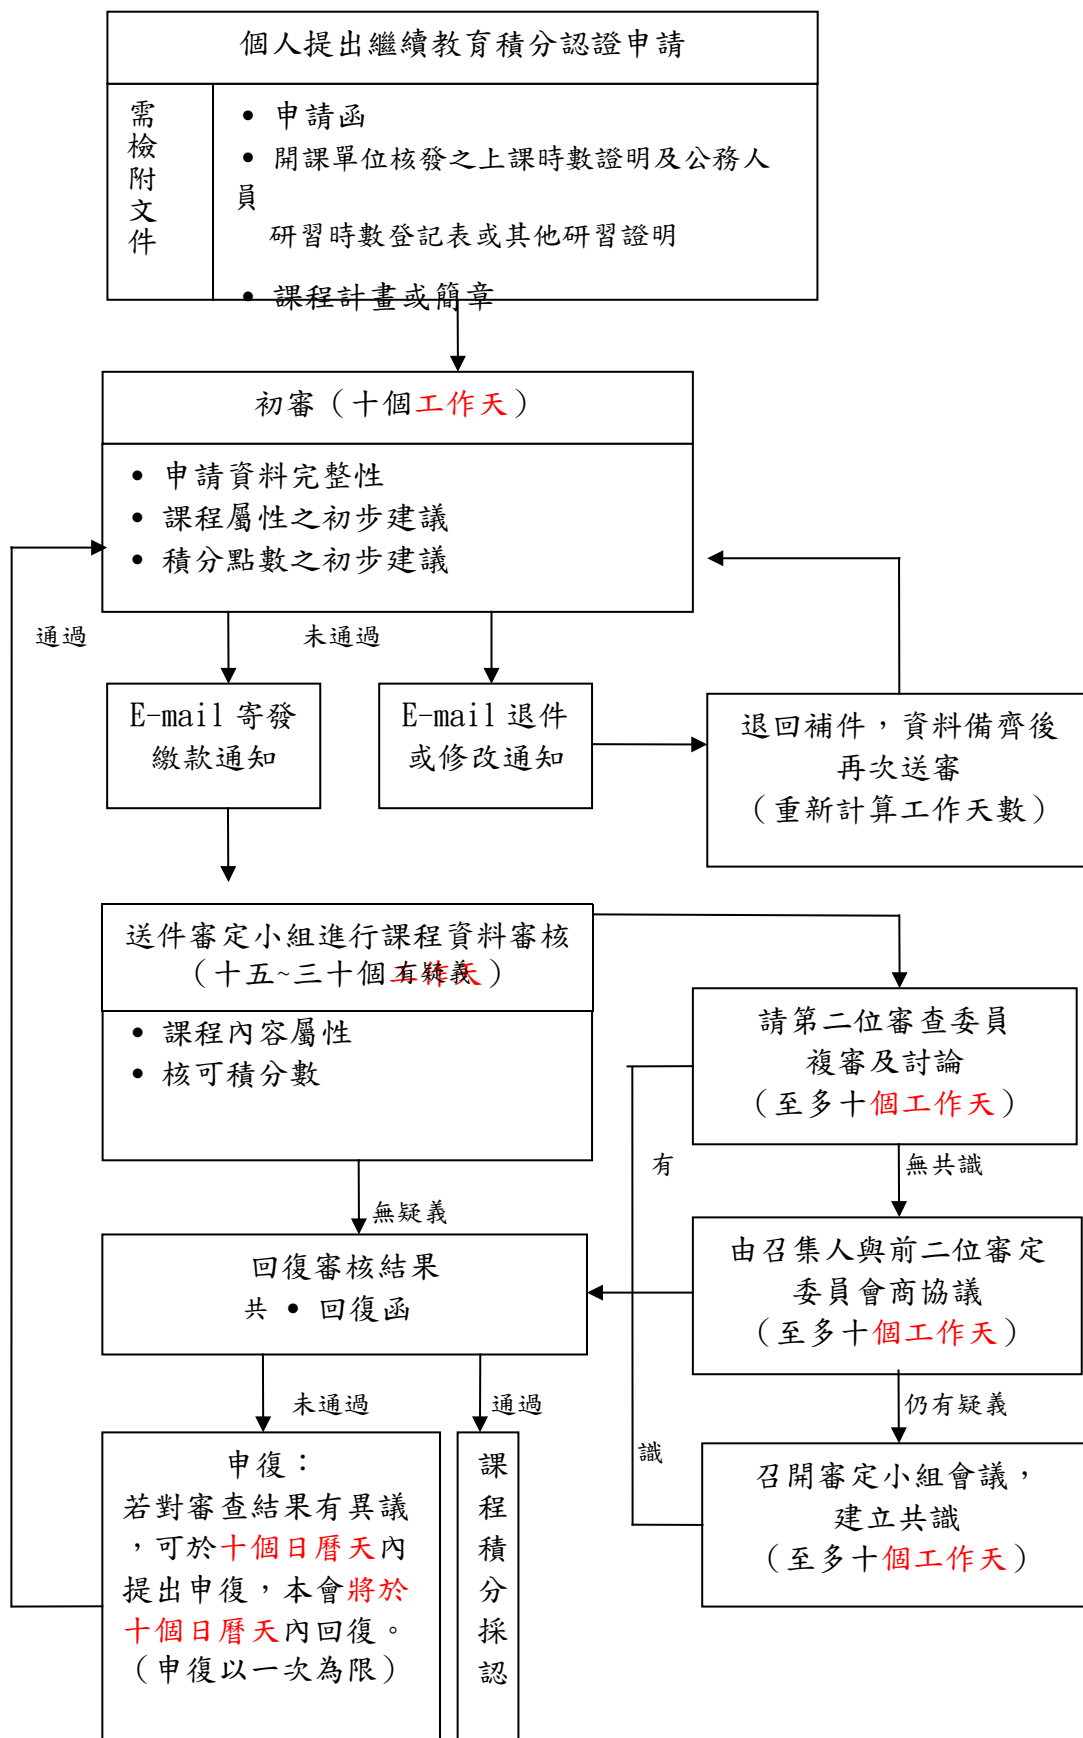 個人提出繼續教育積分認證申請
需檢附文件
• 申請函
• 開課單位核發之上課時數證明及公務人
員
研習時數登記表或其他研習證明
• 課程計畫或簡章
初審（十個工作天）
• 申請資料完整性
• 課程屬性之初步建議
• 積分點數之初步建議
通過
未通過
E-mail 寄發
繳款通知
E-mail 退件
或修改通知
退回補件，資料備齊後
再次送審
（重新計算工作天數）
送件審定小組進行課程資料審核
（十五~三十個工作天）
有疑義
• 課程內容屬性
• 核可積分數
請第二位審查委員
複審及討論
（至多十個工作天）
有
無共識
無疑義
回復審核結果
共 • 回復函
由召集人與前二位審定
委員會商協議
（至多十個工作天）
未通過
通過
仍有疑義
識
申復：
若對審查結果有異議
，可於十個日曆天內
提出申復，本會將於
十個日曆天內回復。
（申復以一次為限）
課程積分採認
召開審定小組會議，
建立共識
（至多十個工作天）